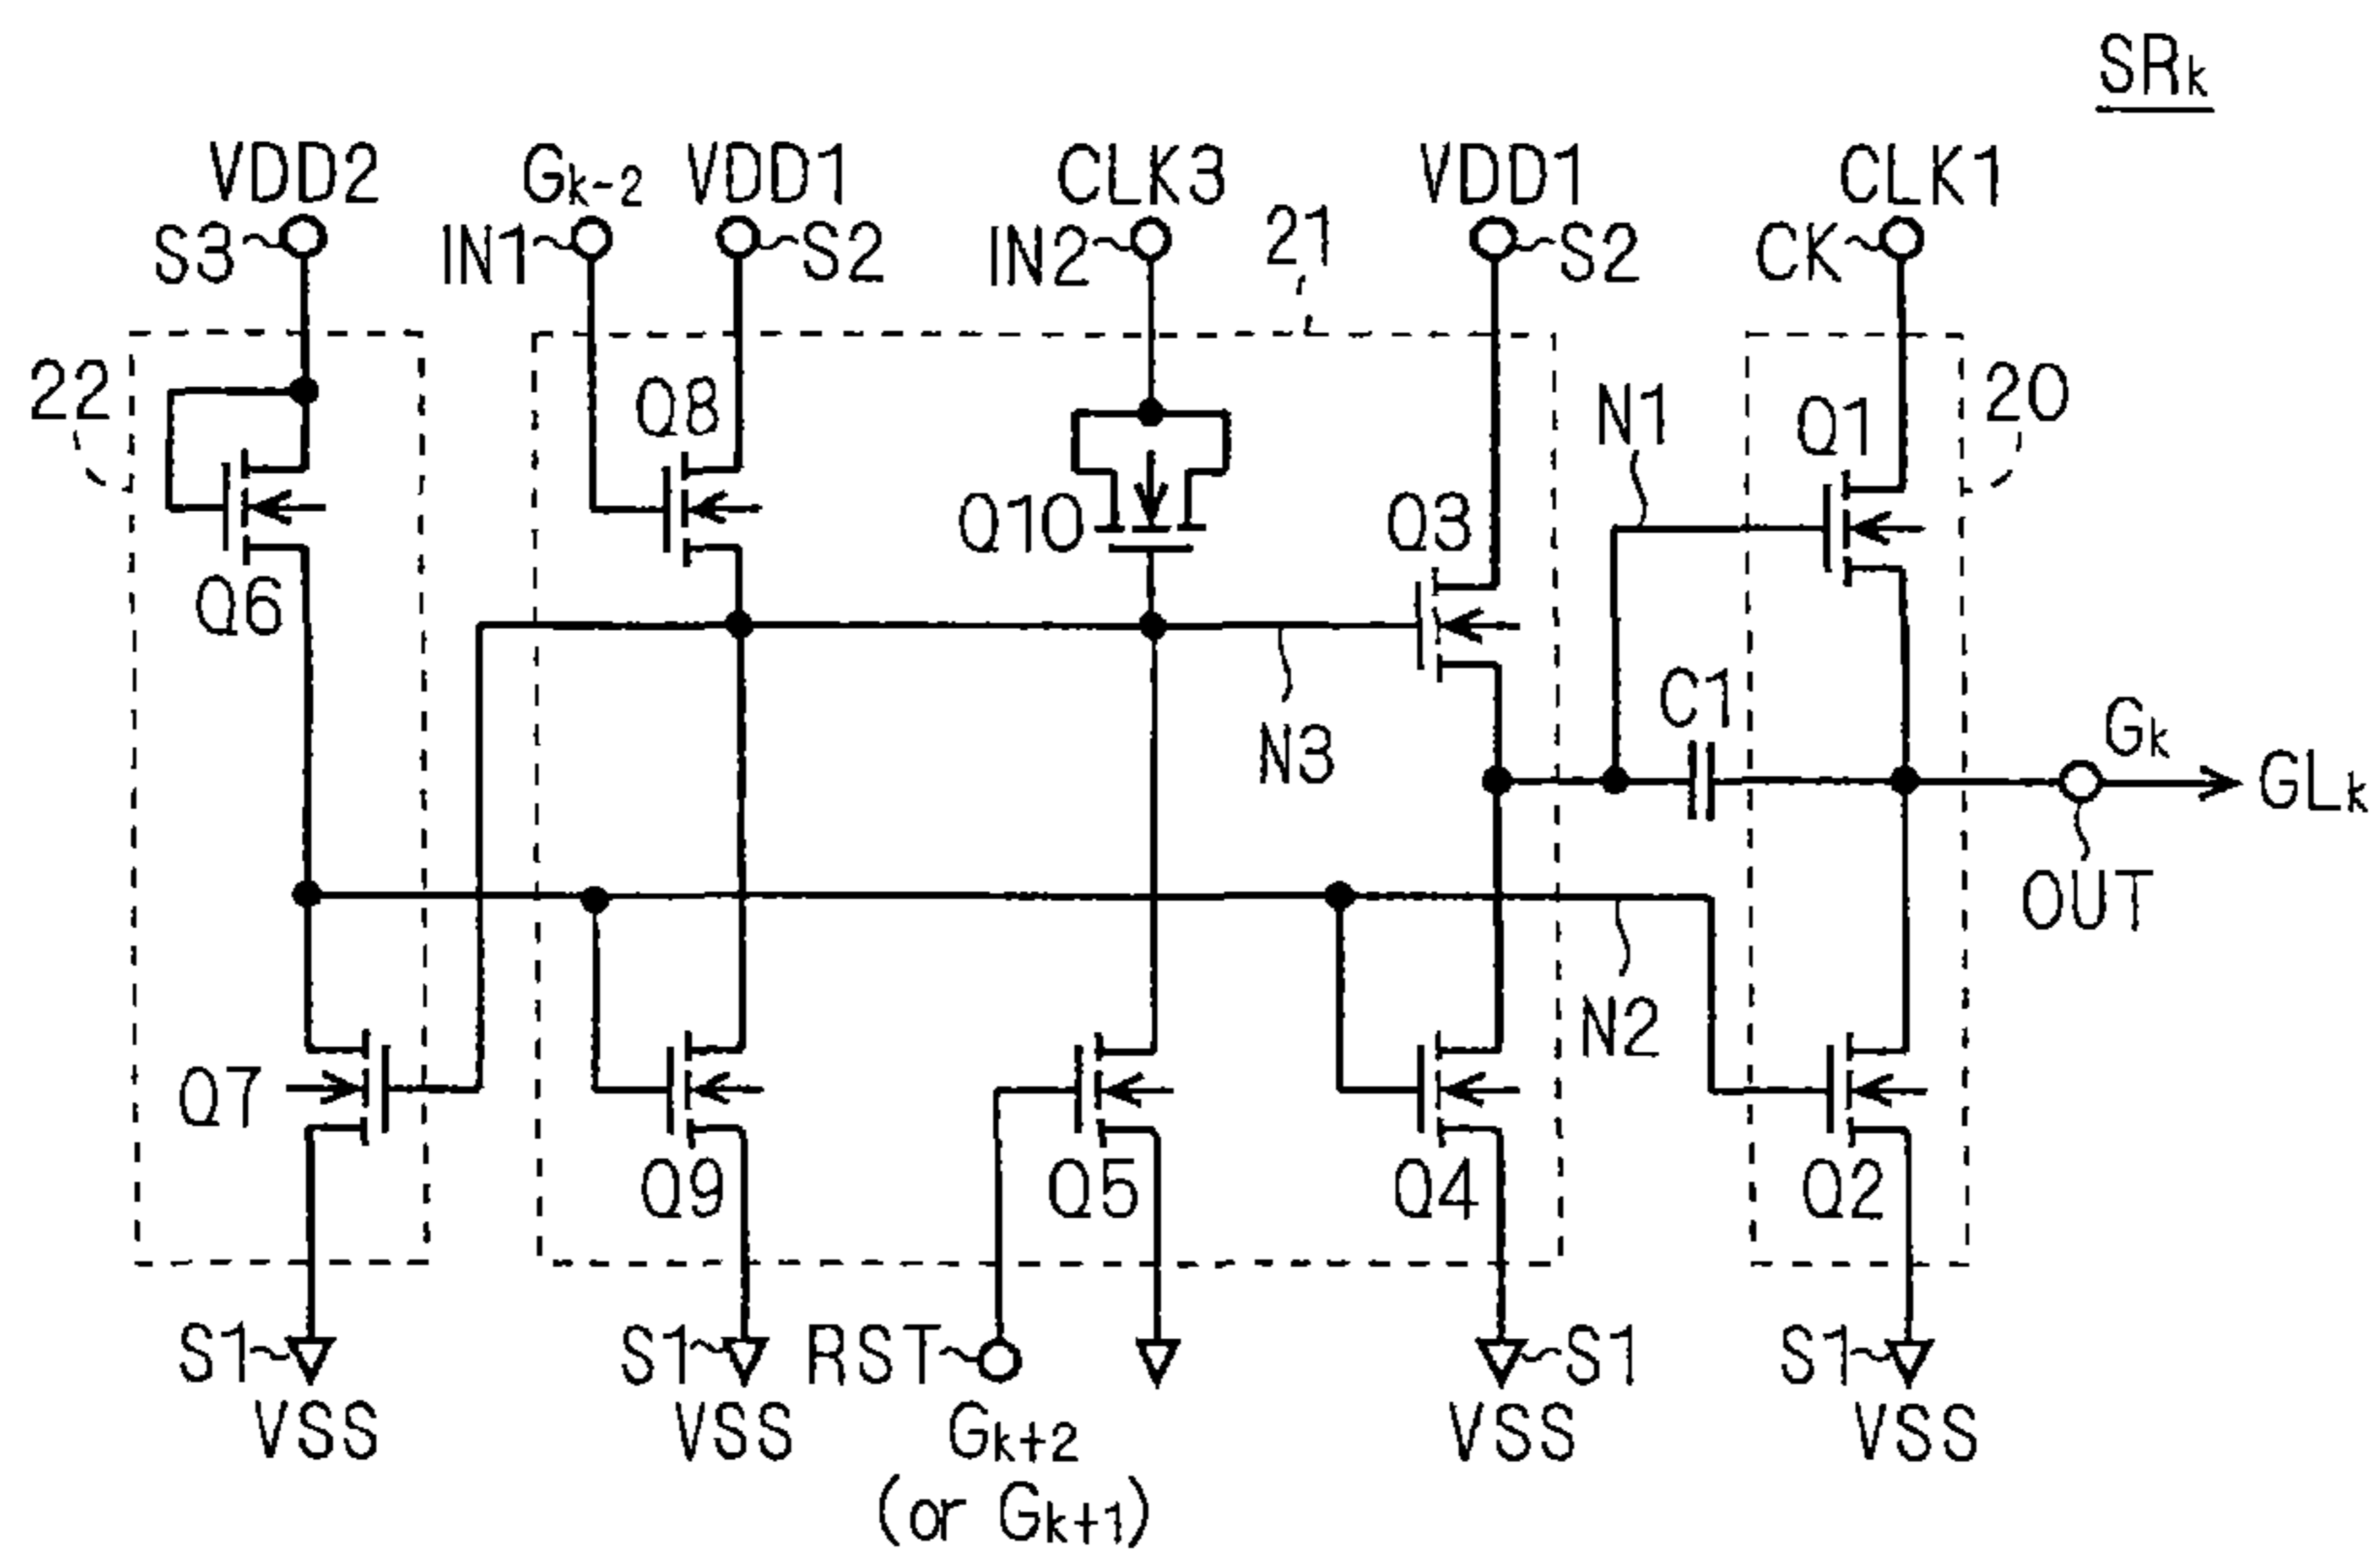 SRk
VDD2 Gk-2 VDD1 CLK3 VDD1 CLK1
S3 IN1 S2 IN2 21 S2 CK
22 Q8 N1 Q1 20
Q10 Q3
Q6
C1
N3 Gk
GLk
OUT
N2
Q7
Q9 Q5 Q4 Q2
S1 S1 RST S1 S1
VSS VSS Gk+2 VSS VSS
(or Gk+1)